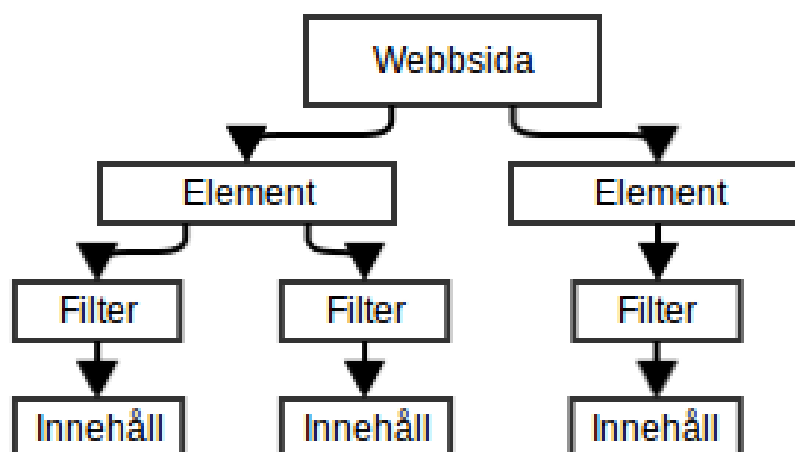 Webbsida
Element
Element
Filter
Filter
Filter
Innehåll
Innehåll
Innehåll